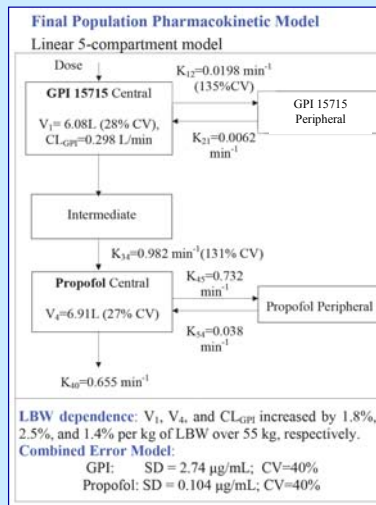 Final Population Pharmacokinetic Model
Linear 5-compartment model
Dose
K₁₂=0.0198 min⁻¹
(135%CV)
GPI 15715 Central
V₁= 6.08L (28% CV),
CL_GPI=0.298 L/min
GPI 15715
Peripheral
K₂₁=0.0062
min⁻¹
Intermediate
K₃₄=0.982 min⁻¹(131% CV)
Propofol Central
V₄=6.91L (27% CV)
K₄₅=0.732
min⁻¹
Propofol Peripheral
K₅₄=0.038
min⁻¹
K₄₀=0.655 min⁻¹
LBW dependence: V₁, V₄, and CL_GPI increased by 1.8%,
2.5%, and 1.4% per kg of LBW over 55 kg, respectively.
Combined Error Model:
GPI: SD = 2.74 µg/mL; CV=40%
Propofol: SD = 0.104 µg/mL; CV=40%